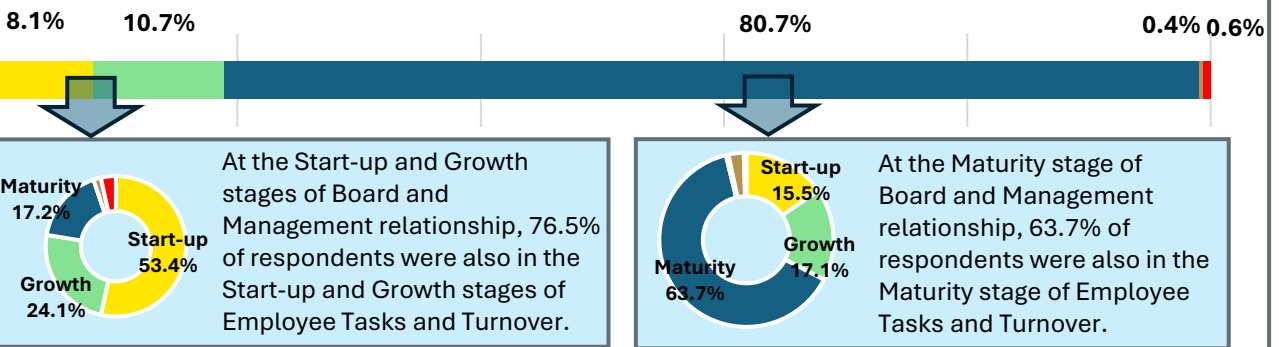 8.1% 10.7% 80.7% 0.4% 0.6%
Maturity
17.2%
Start-up
53.4%
Growth
24.1%
At the Start-up and Growth
stages of Board and
Management relationship, 76.5%
of respondents were also in the
Start-up and Growth stages of
Employee Tasks and Turnover.
Start-up
15.5%
Growth
17.1%
Maturity
63.7%
At the Maturity stage of
Board and Management
relationship, 63.7% of
respondents were also in the
Maturity stage of Employee
Tasks and Turnover.